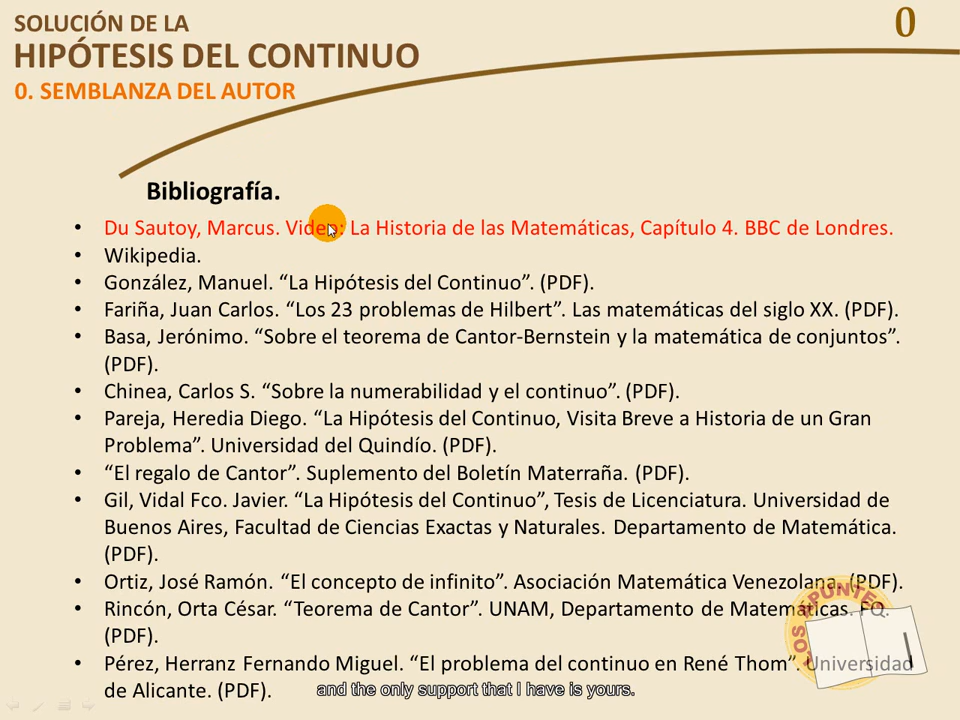 SOLUCIÓN DE LA
0
HIPÓTESIS DEL CONTINUO
0. SEMBLANZA DEL AUTOR
Bibliografía.
• Du Sautoy, Marcus. Video: La Historia de las Matemáticas, Capítulo 4. BBC de Londres.
• Wikipedia.
• González, Manuel. “La Hipótesis del Continuo”. (PDF).
• Fariña, Juan Carlos. “Los 23 problemas de Hilbert”. Las matemáticas del siglo XX. (PDF).
• Basa, Jerónimo. “Sobre el teorema de Cantor-Bernstein y la matemática de conjuntos”.
(PDF).
• Chinea, Carlos S. “Sobre la numerabilidad y el continuo”. (PDF).
• Pareja, Heredia Diego. “La Hipótesis del Continuo, Visita Breve a Historia de un Gran
Problema”. Universidad del Quindío. (PDF).
• “El regalo de Cantor”. Suplemento del Boletín Materraña. (PDF).
• Gil, Vidal Fco. Javier. “La Hipótesis del Continuo”, Tesis de Licenciatura. Universidad de
Buenos Aires, Facultad de Ciencias Exactas y Naturales. Departamento de Matemática.
(PDF).
• Ortiz, José Ramón. “El concepto de infinito”. Asociación Matemática Venezolana. (PDF).
• Rincón, Orta César. “Teorema de Cantor”. UNAM, Departamento de Matemáticas. FQ.
(PDF).
• Pérez, Herranz Fernando Miguel. “El problema del continuo en René Thom”. Universidad
de Alicante. (PDF).
LOS APUNTES
and the only support that I have is yours.